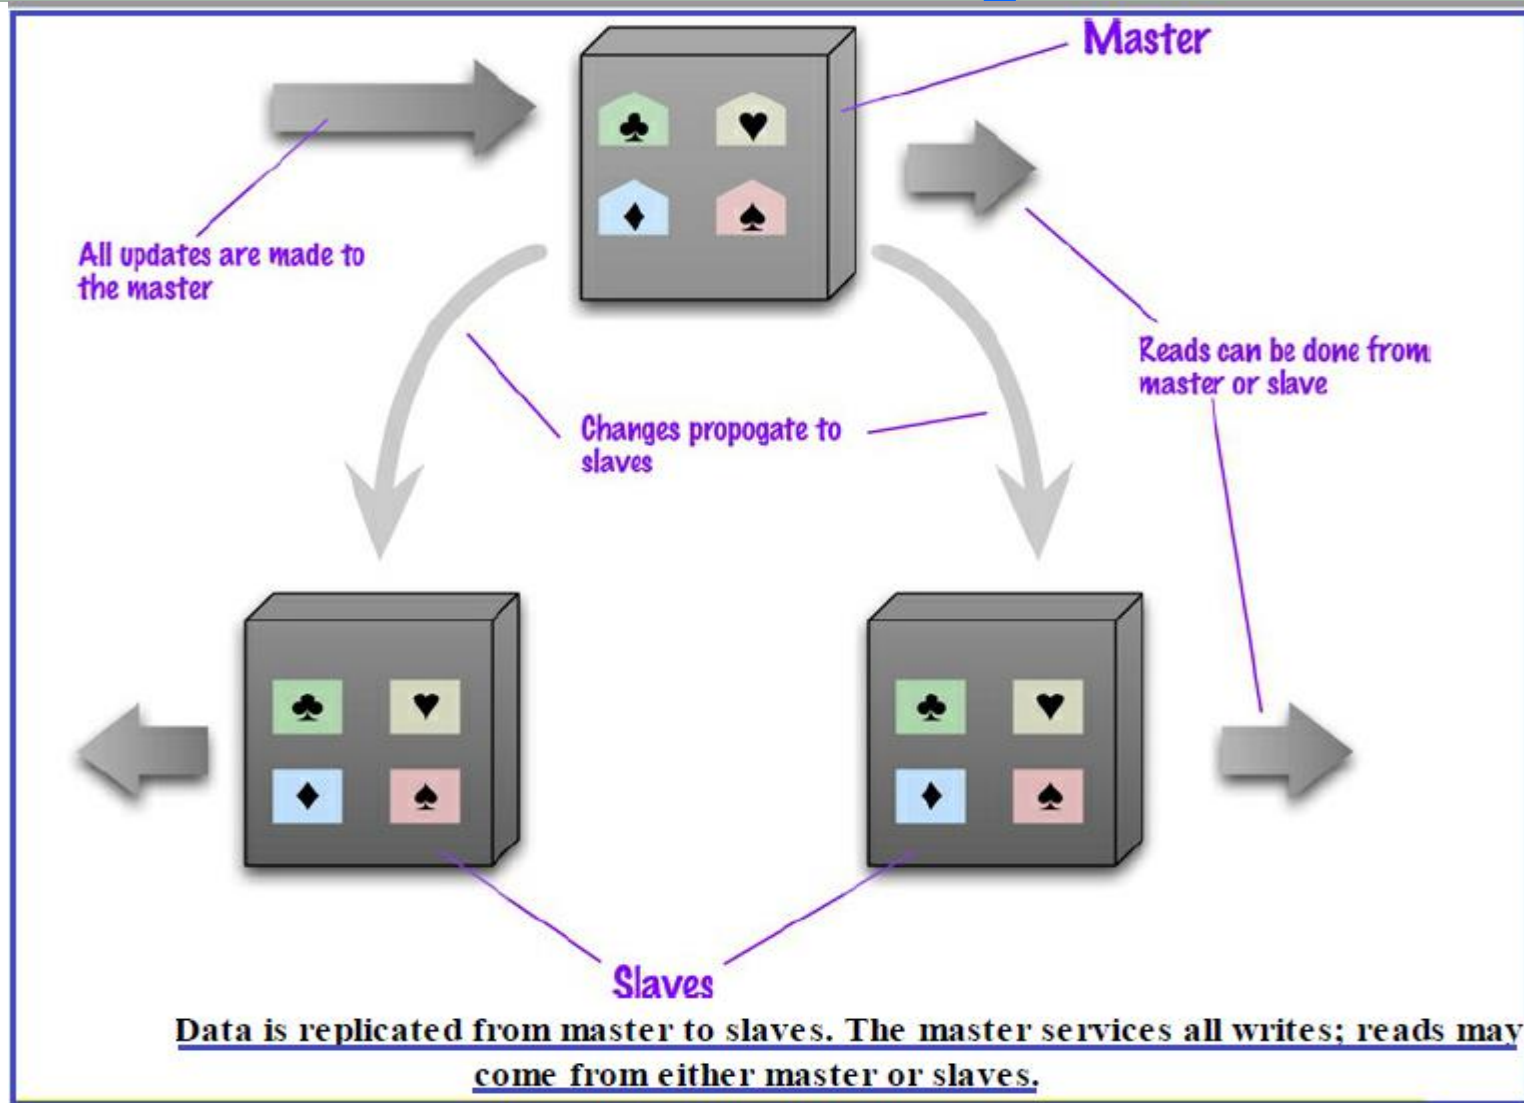 Master
All updates are made to
the master
Reads can be done from
master or slave
Changes propogate to
slaves
Slaves
Data is replicated from master to slaves. The master services all writes; reads may
come from either master or slaves.